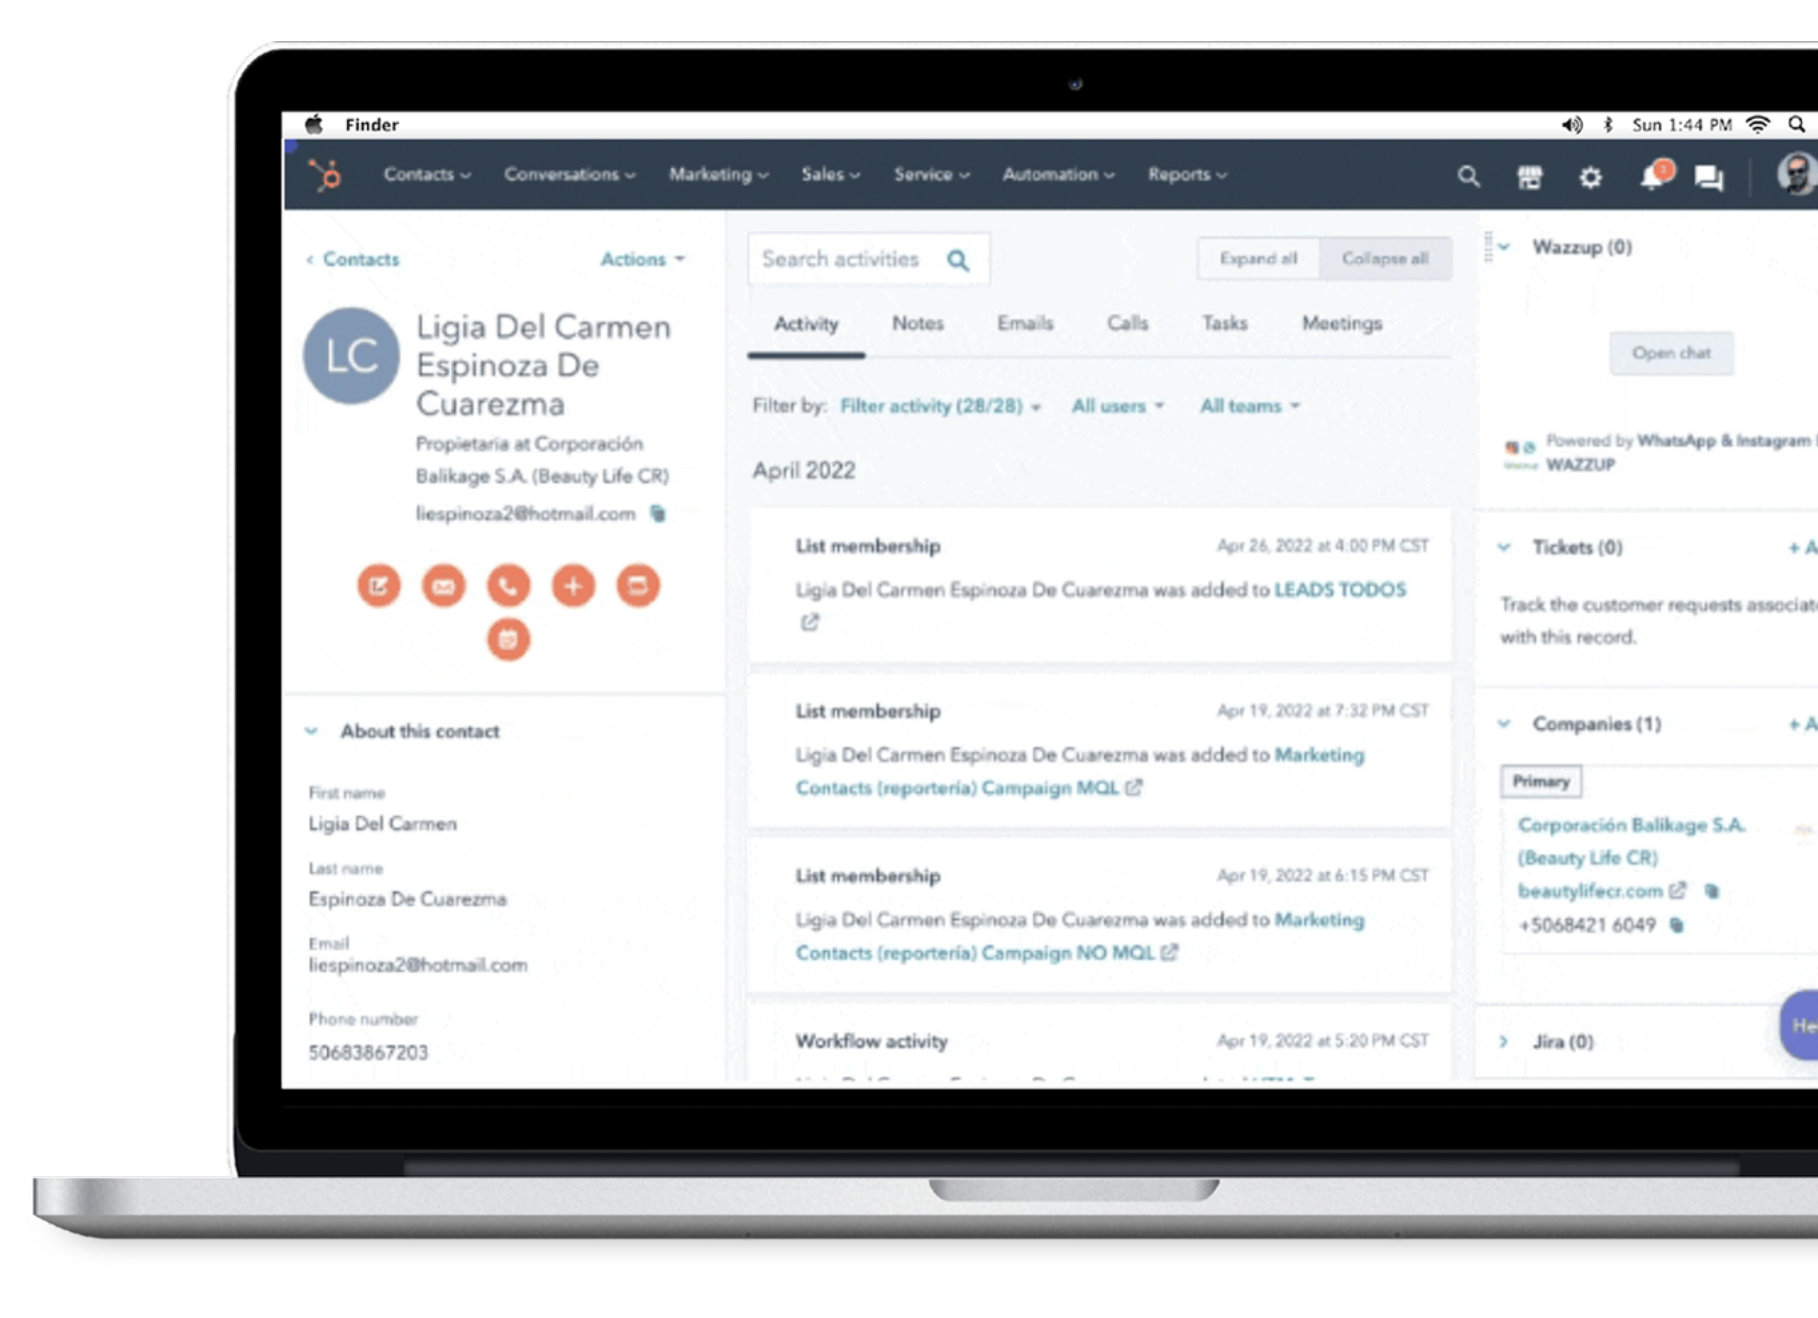 Finder
Sun 1:44 PM
Contacts
Conversations
Marketing
Sales
Service
Automation
Reports
Contacts
Actions
LC
Ligia Del Carmen
Espinoza De
Cuarezma
Propietaria at Corporación
Balikage S.A. (Beauty Life CR)
liespinoza2@hotmail.com
About this contact
First name
Ligia Del Carmen
Last name
Espinoza De Cuarezma
Email
liespinoza2@hotmail.com
Phone number
50683867203
Search activities
Expand all
Collapse all
Activity
Notes
Emails
Calls
Tasks
Meetings
Filter by: Filter activity (28/28)
All users
All teams
April 2022
List membership
Apr 26, 2022 at 4:00 PM CST
Ligia Del Carmen Espinoza De Cuarezma was added to LEADS TODOS
List membership
Apr 19, 2022 at 7:32 PM CST
Ligia Del Carmen Espinoza De Cuarezma was added to Marketing
Contacts (reportería) Campaign MQL
List membership
Apr 19, 2022 at 6:15 PM CST
Ligia Del Carmen Espinoza De Cuarezma was added to Marketing
Contacts (reportería) Campaign NO MQL
Workflow activity
Apr 19, 2022 at 5:20 PM CST
Wazzup (0)
Open chat
Powered by WhatsApp & Instagram
WAZZUP
Tickets (0)
+ A
Track the customer requests associat
with this record.
Companies (1)
+ A
Primary
Corporación Balikage S.A.
(Beauty Life CR)
beautylifecr.com
+5068421 6049
Jira (0)
He